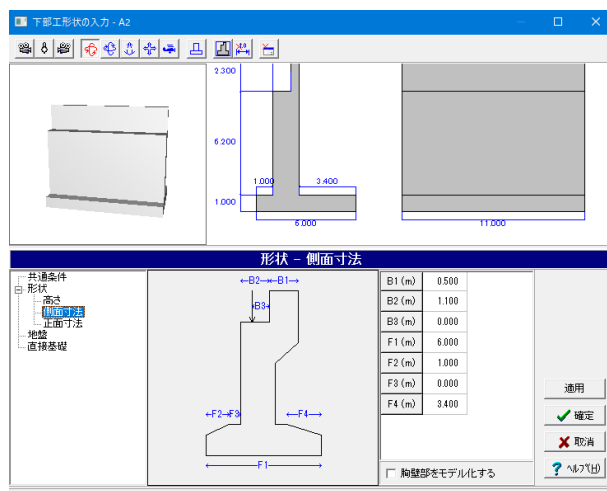 下部工形状の入力 - A2
2.300
6.200
1.000
1.000
3.400
6.000
11.000
形状 - 側面寸法
共通条件
形状
高さ
側面寸法
正面寸法
地盤
直接基礎
B2
B1
B3
F2
F3
F4
F1
B1 (m) 0.500
B2 (m) 1.100
B3 (m) 0.000
F1 (m) 6.000
F2 (m) 1.000
F3 (m) 0.000
F4 (m) 3.400
胸壁部をモデル化する
適用
確定
取消
? ヘルプ(H)